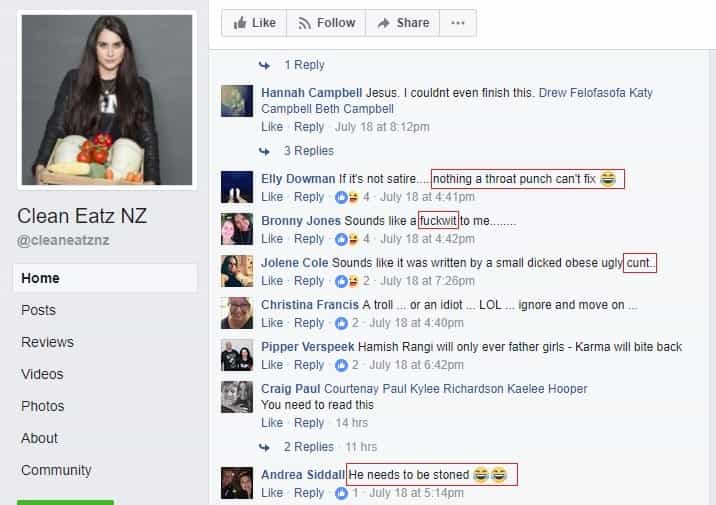 Like Follow Share ...
1 Reply
Hannah Campbell Jesus. I couldnt even finish this. Drew Felofasofa Katy
Campbell Beth Campbell
Like · Reply · July 18 at 8:12pm
3 Replies
Elly Dowman If it's not satire.... nothing a throat punch can't fix 😂
Like · Reply · 4 · July 18 at 4:41pm
Bronny Jones Sounds like a fuckwit to me........
Like · Reply · 4 · July 18 at 4:42pm
Jolene Cole Sounds like it was written by a small dicked obese ugly cunt..
Like · Reply · 2 · July 18 at 7:26pm
Christina Francis A troll ... or an idiot ... LOL ... ignore and move on ...
Like · Reply · 2 · July 18 at 4:40pm
Pipper Verspeek Hamish Rangi will only ever father girls - Karma will bite back
Like · Reply · 2 · July 18 at 6:42pm
Craig Paul Courtenay Paul Kylee Richardson Kaelee Hooper
You need to read this
Like · Reply · 14 hrs
2 Replies · 11 hrs
Andrea Siddall He needs to be stoned 😂😂
Like · Reply · 1 · July 18 at 5:14pm
Clean Eatz NZ
@cleaneatznz
Home
Posts
Reviews
Videos
Photos
About
Community